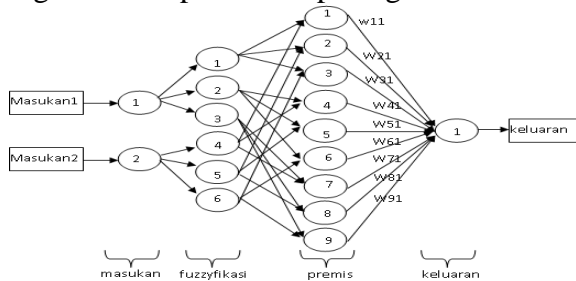 1
w11
2
W21
1
3
W31
2
Masukan1
1
4
W41
3
5
W51
1
keluaran
4
6
W61
Masukan2
2
5
7
W71
6
8
W81
9
W91
masukan
fuzzyfikasi
premis
keluaran